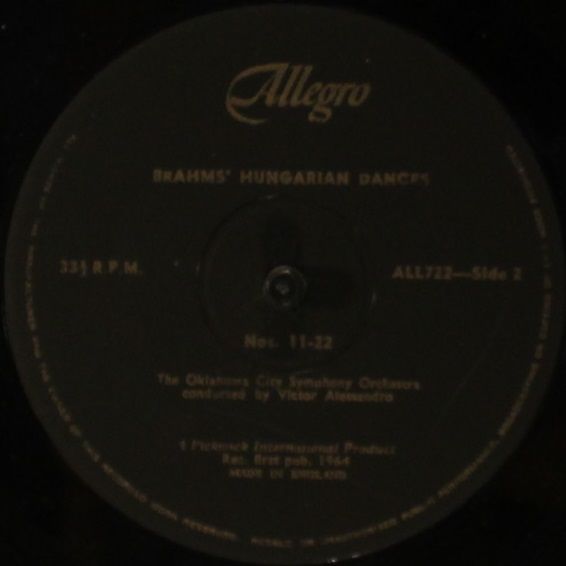 Allegro
BRAHMS' HUNGARIAN DANCES
33⅓ R.P.M.
ALL722—Side 2
Nos. 11-22
The Oklahoma City Symphony Orchestra
conducted by Victor Alessandro
A Pickwick International Product
Rec. first pub. 1964
MADE IN ENGLAND